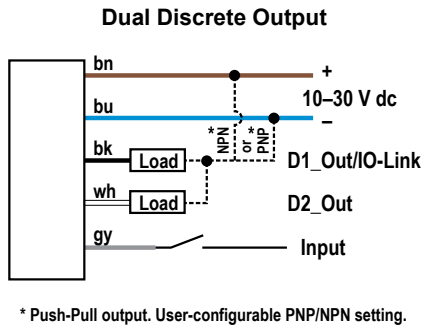 Dual Discrete Output
bn
+
10–30 V dc
bu
–
bk
Load
* NPN
or
* PNP
D1_Out/IO-Link
wh
Load
D2_Out
gy
Input
* Push-Pull output. User-configurable PNP/NPN setting.